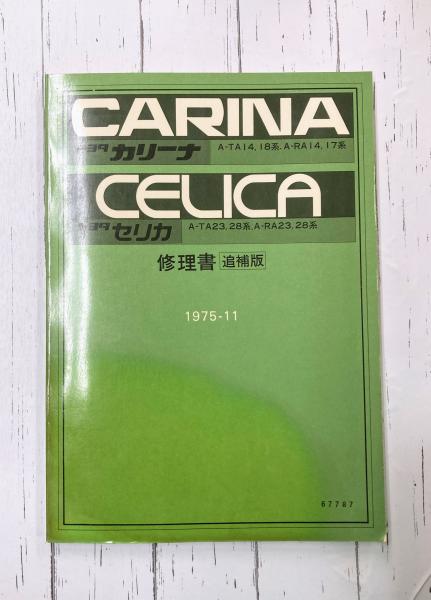 CARINA
トヨタ カリーナ A-TA14,18系.A-RA14,17系
CELICA
トヨタ セリカ A-TA23,28系.A-RA23,28系
修理書 追補版
1975-11
67787